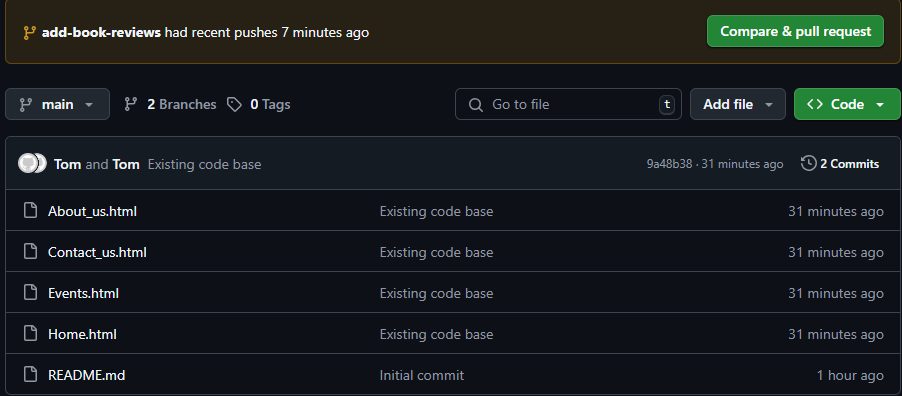 add-book-reviews had recent pushes 7 minutes ago Compare & pull request
main 2 Branches 0 Tags Go to file t Add file <> Code
Tom and Tom Existing code base 9a48b38 · 31 minutes ago 2 Commits
About_us.html Existing code base 31 minutes ago
Contact_us.html Existing code base 31 minutes ago
Events.html Existing code base 31 minutes ago
Home.html Existing code base 31 minutes ago
README.md Initial commit 1 hour ago